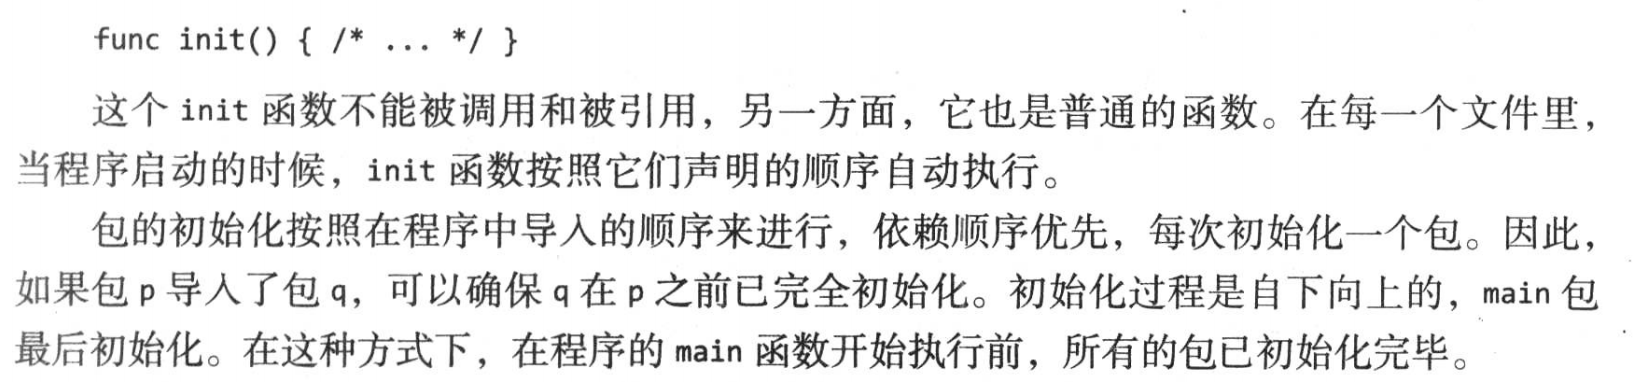 func init() { /* ... */ }
这个 init 函数不能被调用和被引用，另一方面，它也是普通的函数。在每一个文件里，
当程序启动的时候，init 函数按照它们声明的顺序自动执行。
包的初始化按照在程序中导入的顺序来进行，依赖顺序优先，每次初始化一个包。因此，
如果包 p 导入了包 q，可以确保 q 在 p 之前已完全初始化。初始化过程是自下向上的，main 包
最后初始化。在这种方式下，在程序的 main 函数开始执行前，所有的包已初始化完毕。